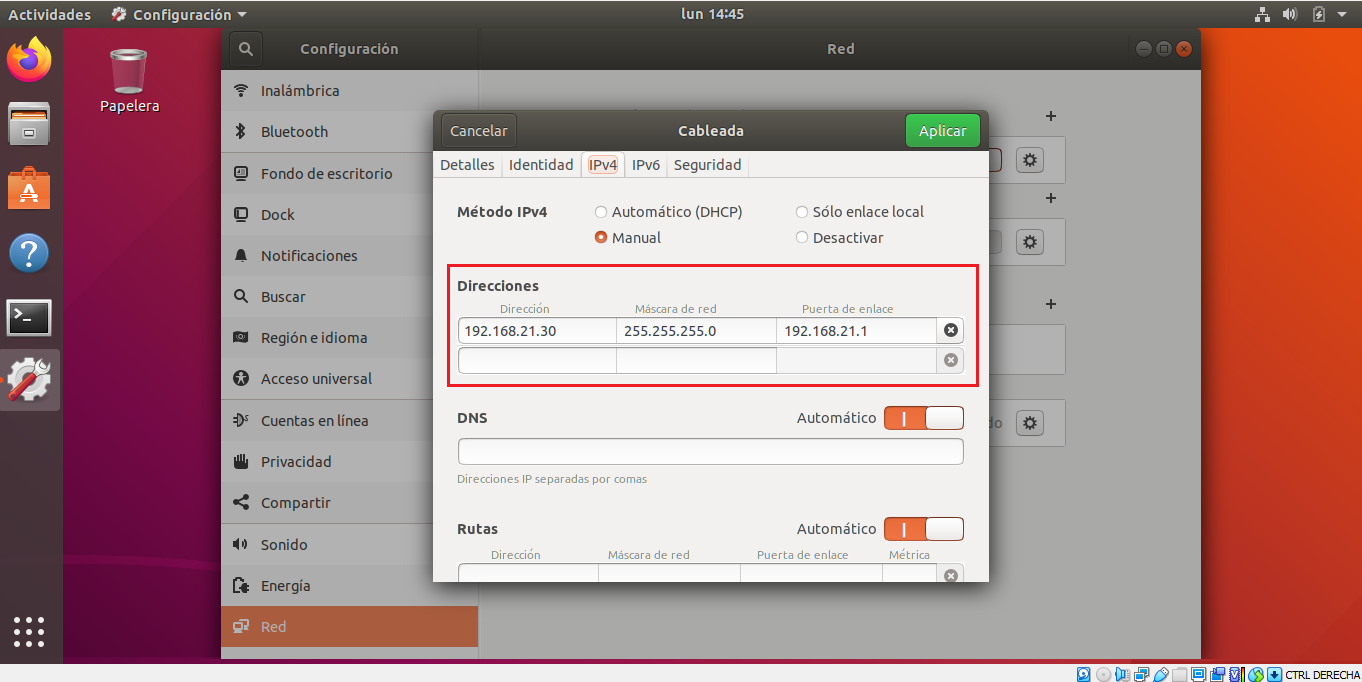 Actividades Configuración lun 14:45
Papelera
Configuración Red
Inalámbrica
Bluetooth
Fondo de escritorio
Dock
Notificaciones
Buscar
Región e idioma
Acceso universal
Cuentas en línea
Privacidad
Compartir
Sonido
Energía
Red
Cancelar Cableada Aplicar
Detalles Identidad IPv4 IPv6 Seguridad
Método IPv4 Automático (DHCP) Sólo enlace local
Manual Desactivar
Direcciones
Dirección Máscara de red Puerta de enlace
192.168.21.30 255.255.255.0 192.168.21.1
DNS Automático
Direcciones IP separadas por comas
Rutas Automático
Dirección Máscara de red Puerta de enlace Métrica
CTRL DERECHA